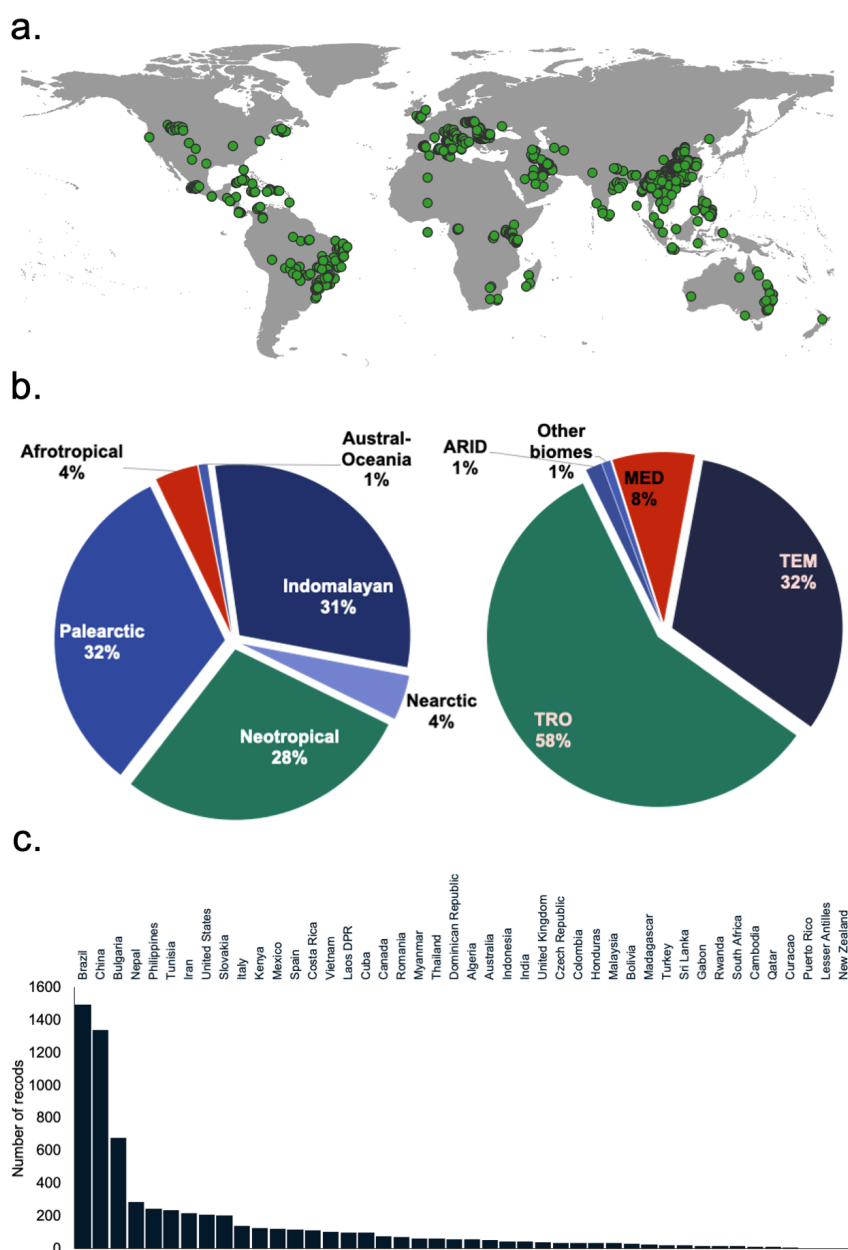 a.
b.
Afrotropical
4%
Austral-
Oceania
1%
Indomalayan
31%
Palearctic
32%
Nearctic
4%
Neotropical
28%
ARID
1%
Other
biomes
1%
MED
8%
TEM
32%
TRO
58%
c.
Brazil
China
Bulgaria
Nepal
Philippines
Tunisia
Iran
United States
Slovakia
Italy
Kenya
Mexico
Spain
Costa Rica
Vietnam
Laos DPR
Cuba
Canada
Romania
Myanmar
Thailand
Dominican Republic
Algeria
Australia
Indonesia
India
United Kingdom
Czech Republic
Colombia
Honduras
Malaysia
Bolivia
Madagascar
Turkey
Sri Lanka
Gabon
Rwanda
South Africa
Cambodia
Qatar
Curacao
Puerto Rico
Lesser Antilles
New Zealand
Number of recods
1600
1400
1200
1000
800
600
400
200
0